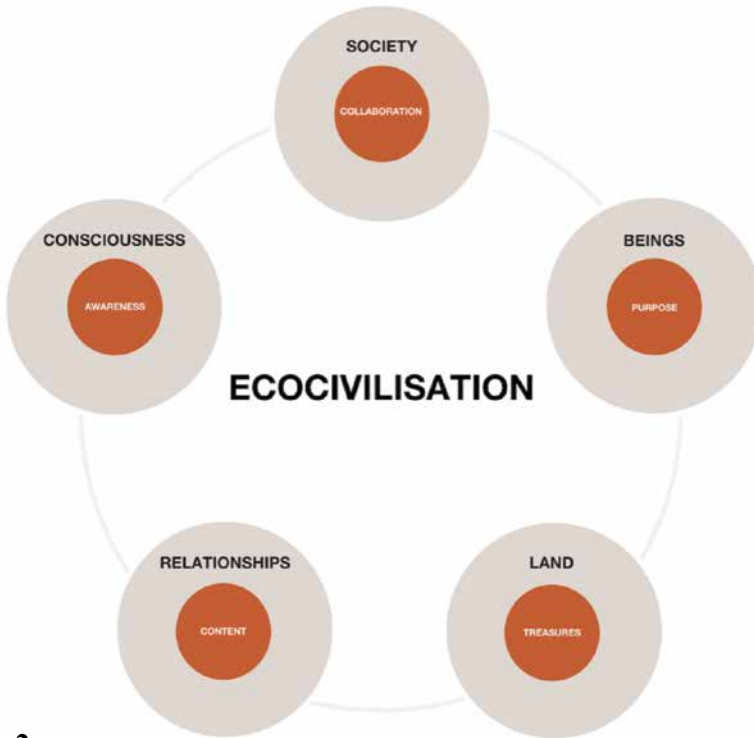 SOCIETY
COLLABORATION
CONSCIOUSNESS
AWARENESS
BEINGS
PURPOSE
ECOCIVILISATION
RELATIONSHIPS
CONTENT
LAND
TREASURES